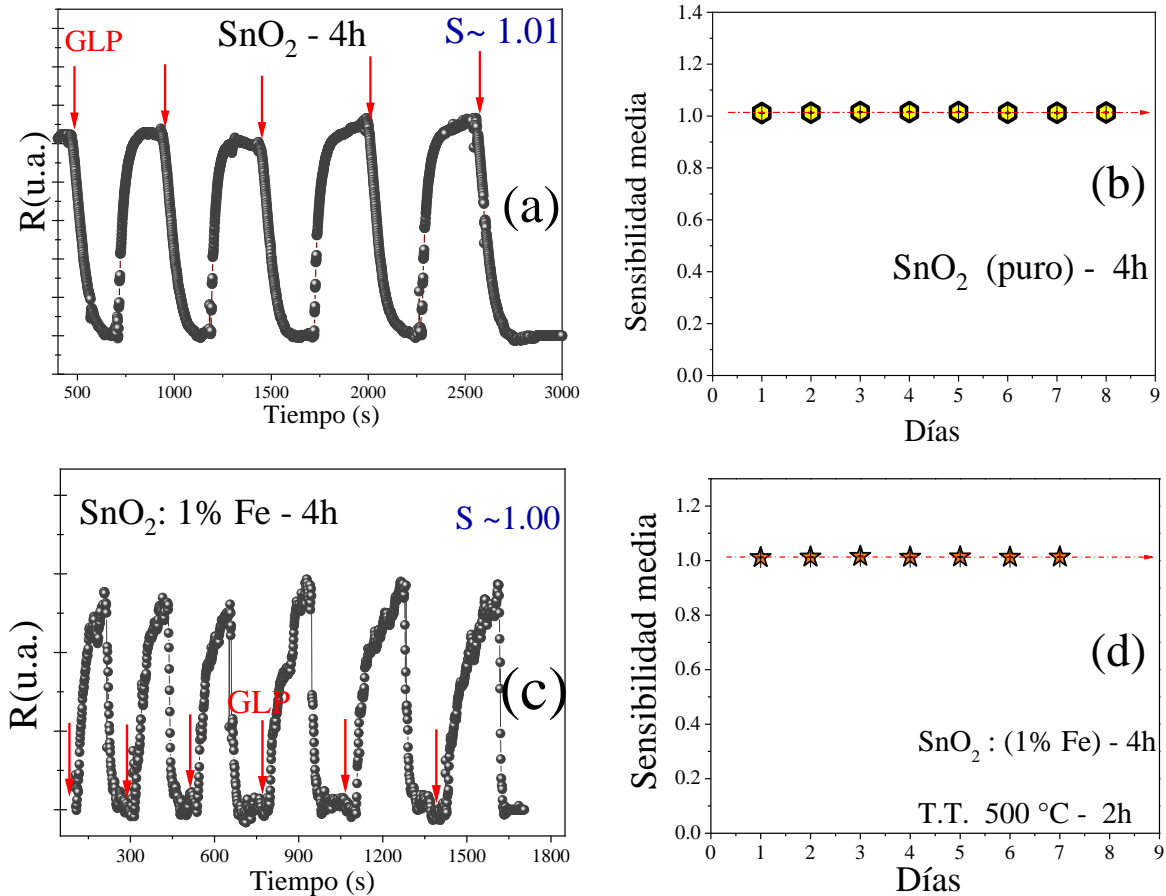 GLP
SnO₂ - 4h
S~ 1.01
R(u.a.)
(a)
500 1000 1500 2000 2500 3000
Tiempo (s)
1.4
1.2
1.0
0.8
0.6
0.4
0.2
0.0
Sensibilidad media
(b)
SnO₂ (puro) - 4h
0 1 2 3 4 5 6 7 8 9
Días
SnO₂: 1% Fe - 4h
S ~1.00
R(u.a.)
GLP
(c)
300 600 900 1200 1500 1800
Tiempo (s)
1.2
1.0
0.8
0.6
0.4
0.2
0.0
Sensibilidad media
(d)
SnO₂ : (1% Fe) - 4h
T.T. 500 °C - 2h
0 1 2 3 4 5 6 7 8 9
Días